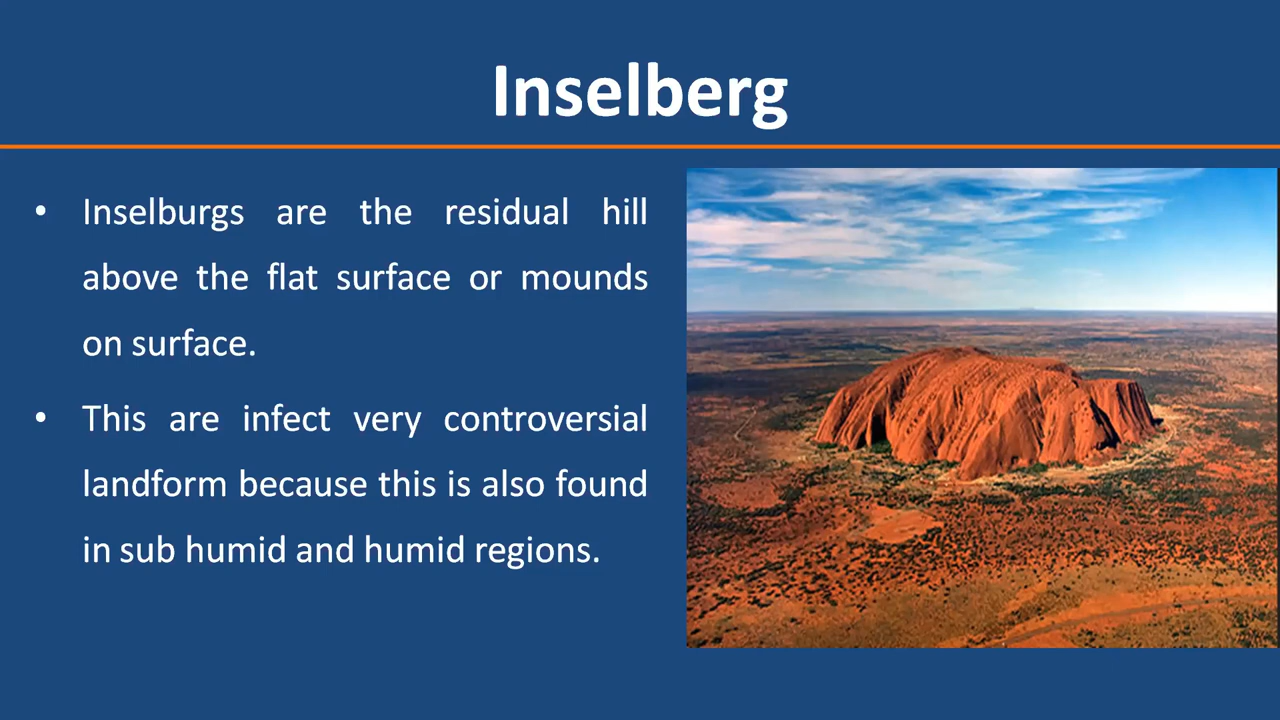 Inselberg
• Inselburgs are the residual hill
above the flat surface or mounds
on surface.
• This are infect very controversial
landform because this is also found
in sub humid and humid regions.